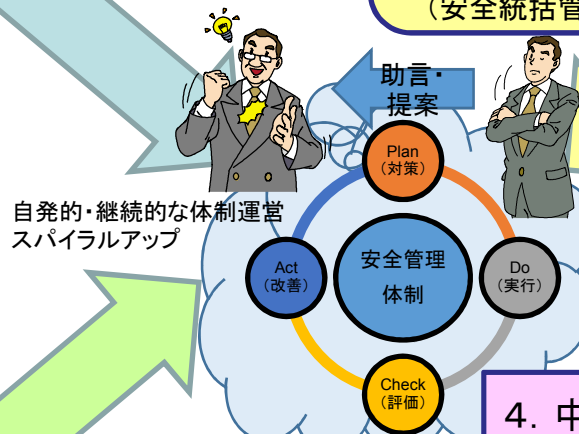 (安全統括管
助言・
提案
Plan
(対策)
自発的・継続的な体制運営
スパイラルアップ
Act
(改善)
安全管理
体制
Do
(実行)
Check
(評価)
4. 中